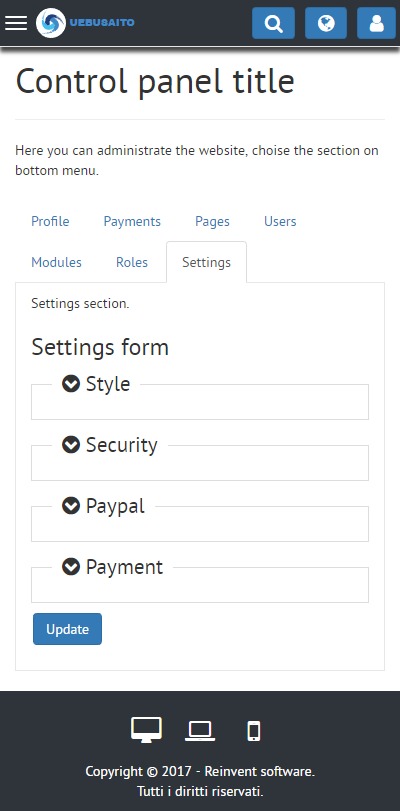 UEBUSAITO
Control panel title
Here you can administrate the website, choise the section on
bottom menu.
Profile Payments Pages Users
Modules Roles Settings
Settings section.
Settings form
Style
Security
Paypal
Payment
Update
Copyright © 2017 - Reinvent software.
Tutti i diritti riservati.